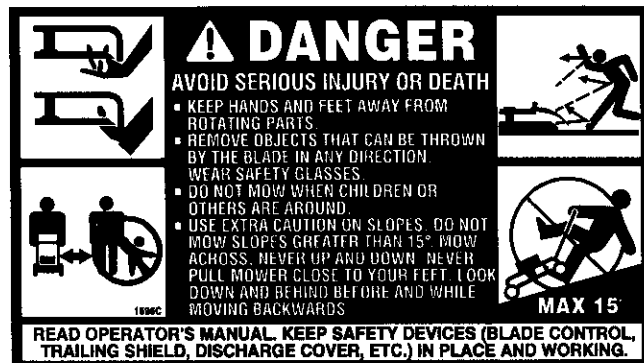 DANGER
AVOID SERIOUS INJURY OR DEATH
▪ KEEP HANDS AND FEET AWAY FROM
ROTATING PARTS.
▪ REMOVE OBJECTS THAT CAN BE THROWN
BY THE BLADE IN ANY DIRECTION.
WEAR SAFETY GLASSES.
▪ DO NOT MOW WHEN CHILDREN OR
OTHERS ARE AROUND.
▪ USE EXTRA CAUTION ON SLOPES. DO NOT
MOW SLOPES GREATER THAN 15°. MOW
ACROSS, NEVER UP AND DOWN. NEVER
PULL MOWER CLOSE TO YOUR FEET. LOOK
DOWN AND BEHIND BEFORE AND WHILE
MOVING BACKWARDS
MAX 15°
READ OPERATOR'S MANUAL. KEEP SAFETY DEVICES (BLADE CONTROL,
TRAILING SHIELD, DISCHARGE COVER, ETC.) IN PLACE AND WORKING.